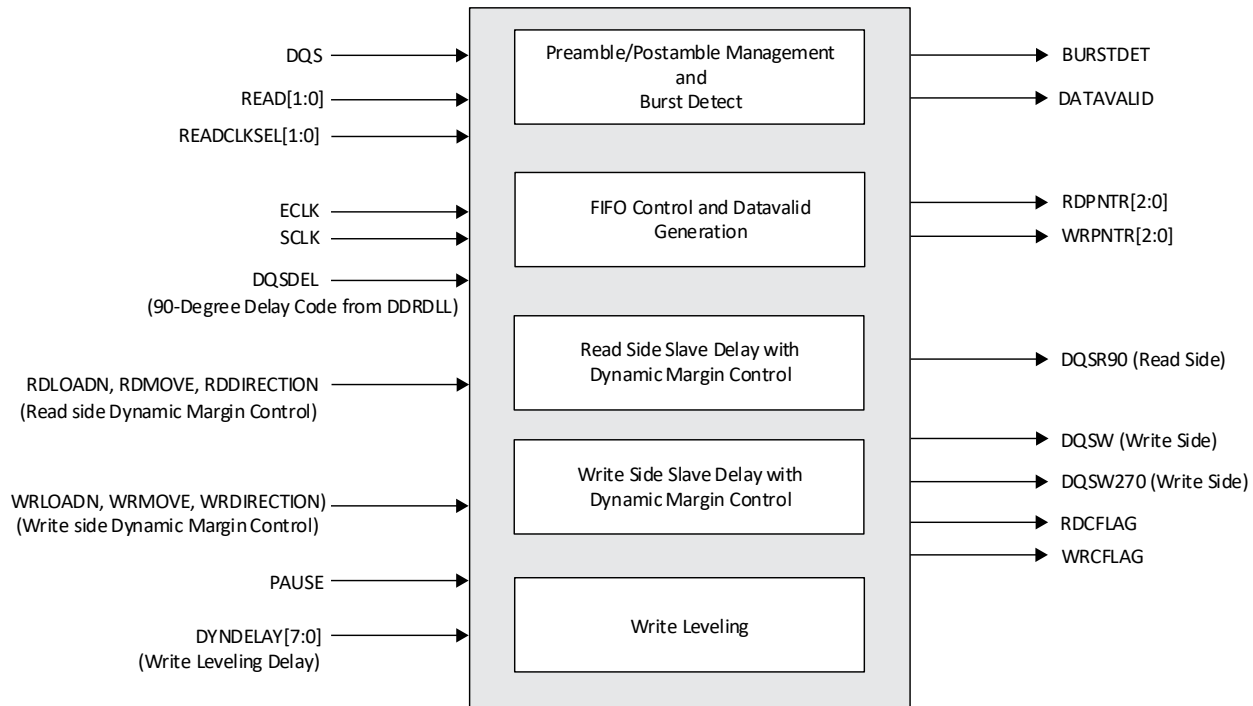 DQS
READ[1:0]
READCLKSEL[1:0]
ECLK
SCLK
DQSDEL
(90-Degree Delay Code from DDRDLL)
RDLOADN, RDMOVE, RDDIRECTION
(Read side Dynamic Margin Control)
WRLOADN, WRMOVE, WRDIRECTION)
(Write side Dynamic Margin Control)
PAUSE
DYNDELAY[7:0]
(Write Leveling Delay)
Preamble/Postamble Management
and
Burst Detect
FIFO Control and Datavalid
Generation
Read Side Slave Delay with
Dynamic Margin Control
Write Side Slave Delay with
Dynamic Margin Control
Write Leveling
BURSTDET
DATAVALID
RDPNTR[2:0]
WRPNTR[2:0]
DQSR90 (Read Side)
DQSW (Write Side)
DQSW270 (Write Side)
RDCFLAG
WRCFLAG